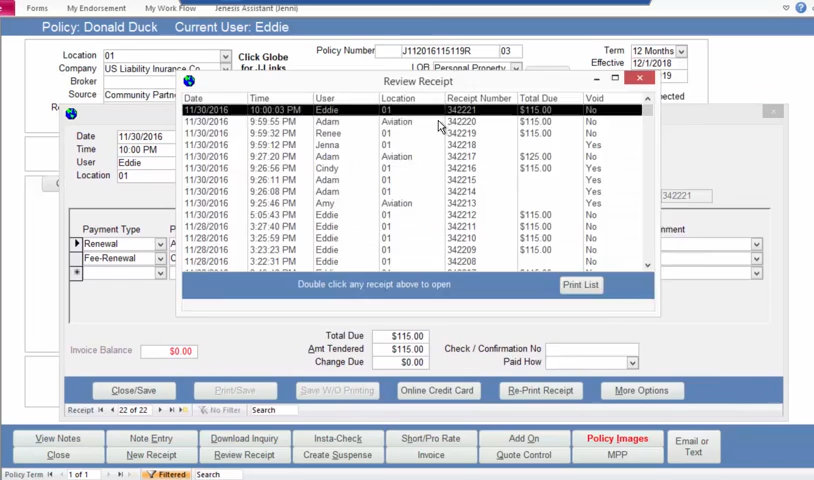 Forms My Endorsement My Work Flow Jenesis Assistant (Jenni)
Policy: Donald Duck Current User: Eddie
Location 01 Click Globe for J-Links Policy Number J112016115119R 03 Term 12 Months
Company US Liability Inurance Co LOB Personal Property Effective 12/1/2018
Broker
Source Community Partn
Review Receipt
Date Time User Location Receipt Number Total Due Void
11/30/2016 10:00:03 PM Eddie 01 342221 $115.00 No
11/30/2016 9:59:55 PM Adam Aviation 342220 $115.00 No
11/30/2016 9:59:32 PM Renee 01 342219 $115.00 No
11/30/2016 9:59:12 PM Jenna 01 342218 Yes
11/30/2016 9:27:20 PM Adam Aviation 342217 $125.00 No
11/30/2016 9:26:56 PM Cindy 01 342216 $115.00 Yes
11/30/2016 9:26:11 PM Adam 01 342215 Yes
11/30/2016 9:26:08 PM Adam 01 342214 Yes
11/30/2016 9:25:46 PM Amy Aviation 342213 Yes
11/30/2016 5:05:43 PM Eddie 01 342212 $115.00 No
11/28/2016 3:27:40 PM Eddie 01 342211 $115.00 No
11/28/2016 3:25:59 PM Eddie 01 342210 $115.00 No
11/28/2016 3:23:23 PM Eddie 01 342209 $115.00 No
11/28/2016 3:22:31 PM Eddie 01 342208 No
Double click any receipt above to open Print List
Date 11/30/2016
Time 10:00 PM
User Eddie
Location 01
342221
Payment Type
Renewal
Fee-Renewal
Invoice Balance $0.00
Total Due $115.00
Amt Tendered $115.00 Check / Confirmation No
Change Due $0.00 Paid How
Close/Save Print/Save Save W/O Printing Online Credit Card Re-Print Receipt More Options
Receipt 22 of 22 No Filter Search
View Notes Note Entry Download Inquiry Insta-Check Short/Pro Rate Add On Policy Images Email or Text
Close New Receipt Review Receipt Create Suspense Invoice Quote Control MPP
Policy Term 1 of 1 Filtered Search